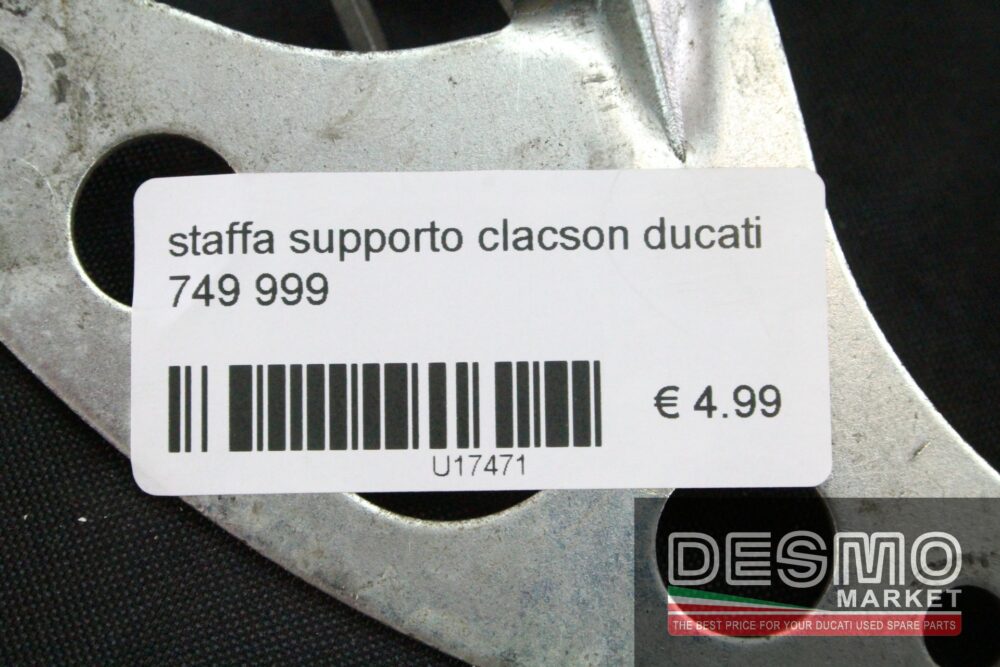 staffa supporto clacson ducati
749 999
€ 4.99
U17471
DESMO
MARKET
THE BEST PRICE FOR YOUR DUCATI USED SPARE PARTS